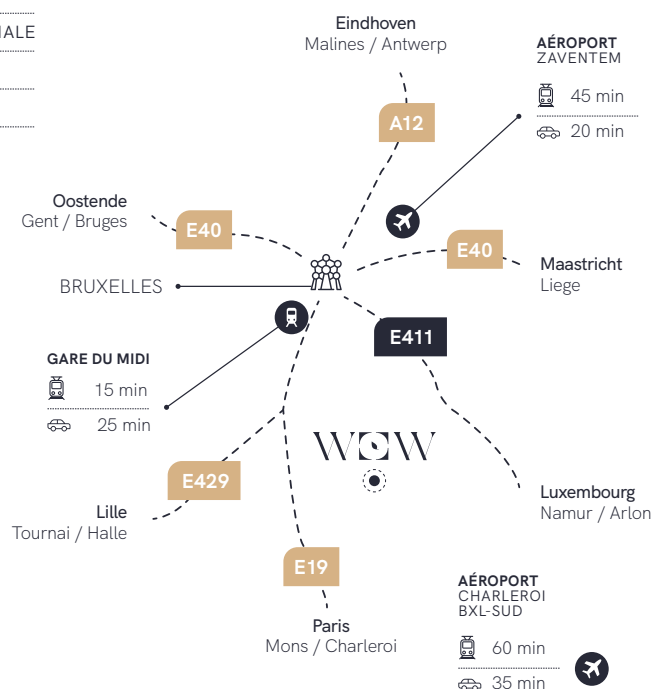 IALE
Eindhoven
Malines / Antwerp
AÉROPORT
ZAVENTEM
45 min
20 min
A12
Oostende
Gent / Bruges
E40
E40
Maastricht
Liege
BRUXELLES
E411
GARE DU MIDI
15 min
25 min
WOW
E429
Lille
Tournai / Halle
Luxembourg
Namur / Arlon
E19
Paris
Mons / Charleroi
AÉROPORT
CHARLEROI
BXL-SUD
60 min
35 min